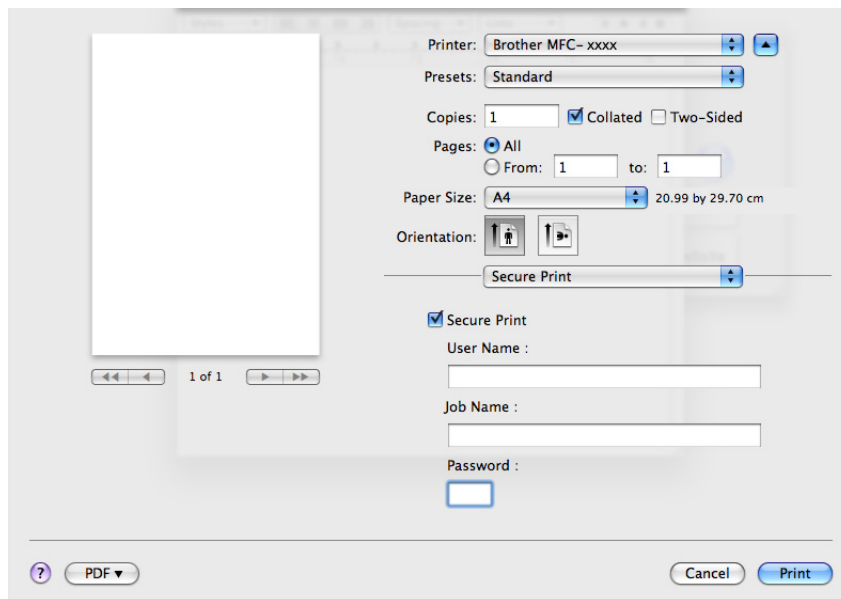 Printer: Brother MFC- xxxx
Presets: Standard
Copies: 1 Collated Two-Sided
Pages: All
From: 1 to: 1
Paper Size: A4 20.99 by 29.70 cm
Orientation:
Secure Print
Secure Print
User Name :
1 of 1
Job Name :
Password :
? PDF▼ Cancel Print